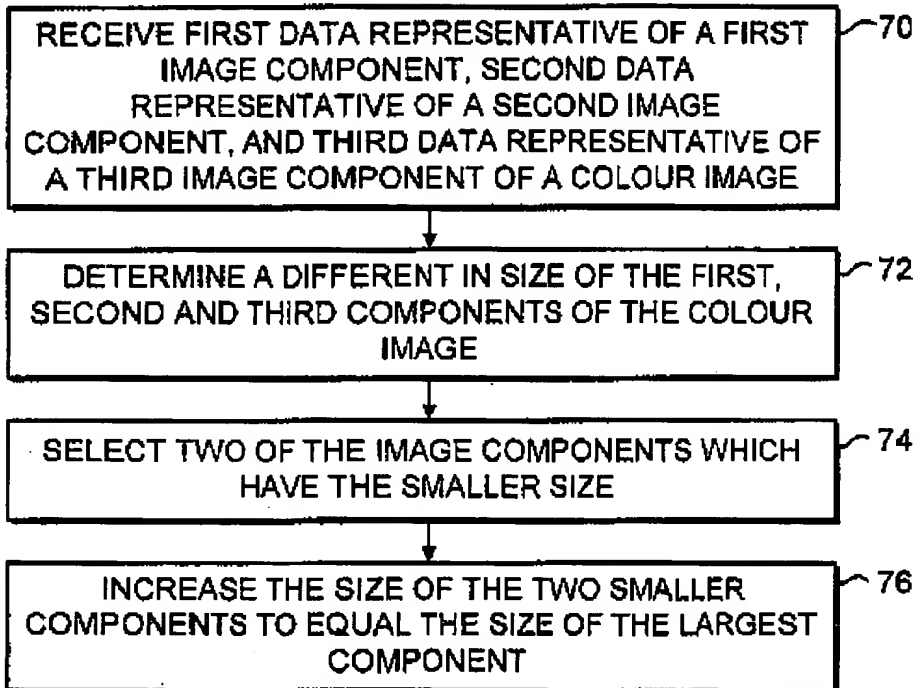 RECEIVE FIRST DATA REPRESENTATIVE OF A FIRST
IMAGE COMPONENT, SECOND DATA
REPRESENTATIVE OF A SECOND IMAGE
COMPONENT, AND THIRD DATA REPRESENTATIVE OF
A THIRD IMAGE COMPONENT OF A COLOUR IMAGE
70
DETERMINE A DIFFERENT IN SIZE OF THE FIRST,
SECOND AND THIRD COMPONENTS OF THE COLOUR
IMAGE
72
SELECT TWO OF THE IMAGE COMPONENTS WHICH
HAVE THE SMALLER SIZE
74
INCREASE THE SIZE OF THE TWO SMALLER
COMPONENTS TO EQUAL THE SIZE OF THE LARGEST
COMPONENT
76